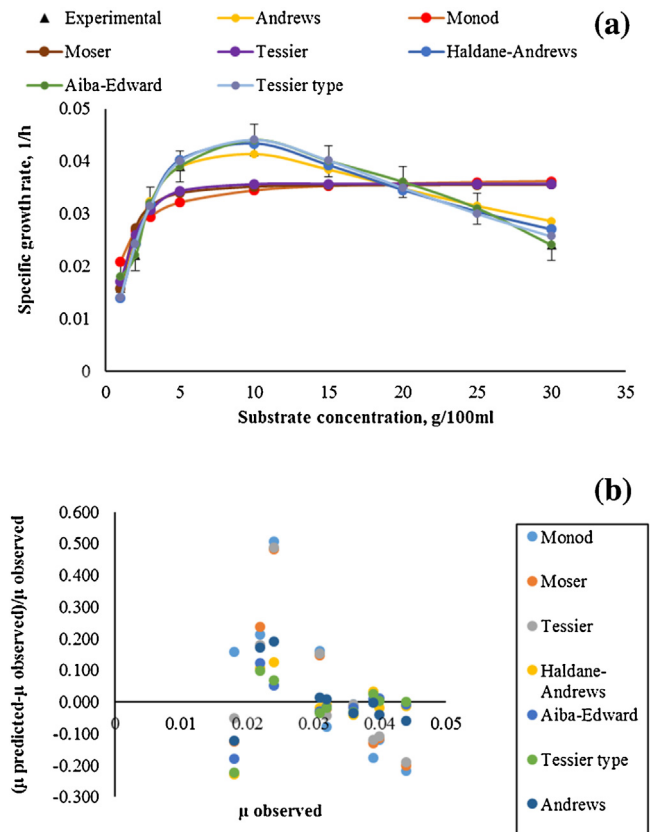 (a)
Experimental Andrews Monod
Moser Tessier Haldane-Andrews
Aiba-Edward Tessier type
Specific growth rate, 1/h
0.05
0.04
0.03
0.02
0.01
0
0 5 10 15 20 25 30 35
Substrate concentration, g/100ml
(b)
(μ predicted-μ observed)/μ observed
0.600
0.500
0.400
0.300
0.200
0.100
0.000
-0.100
-0.200
-0.300
0 0.01 0.02 0.03 0.04 0.05
μ observed
Monod
Moser
Tessier
Haldane-
Andrews
Aiba-Edward
Tessier type
Andrews